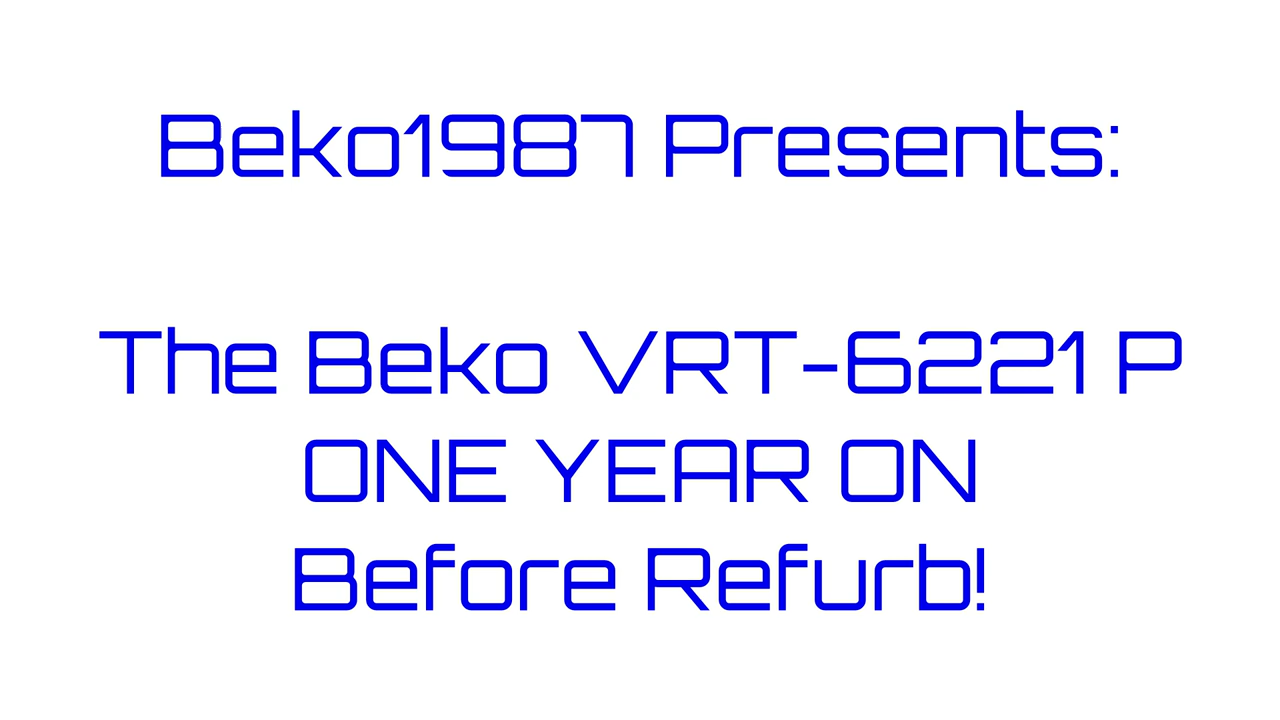 Beko1987 Presents:
The Beko VRT-6221 P
ONE YEAR ON
Before Refurb!